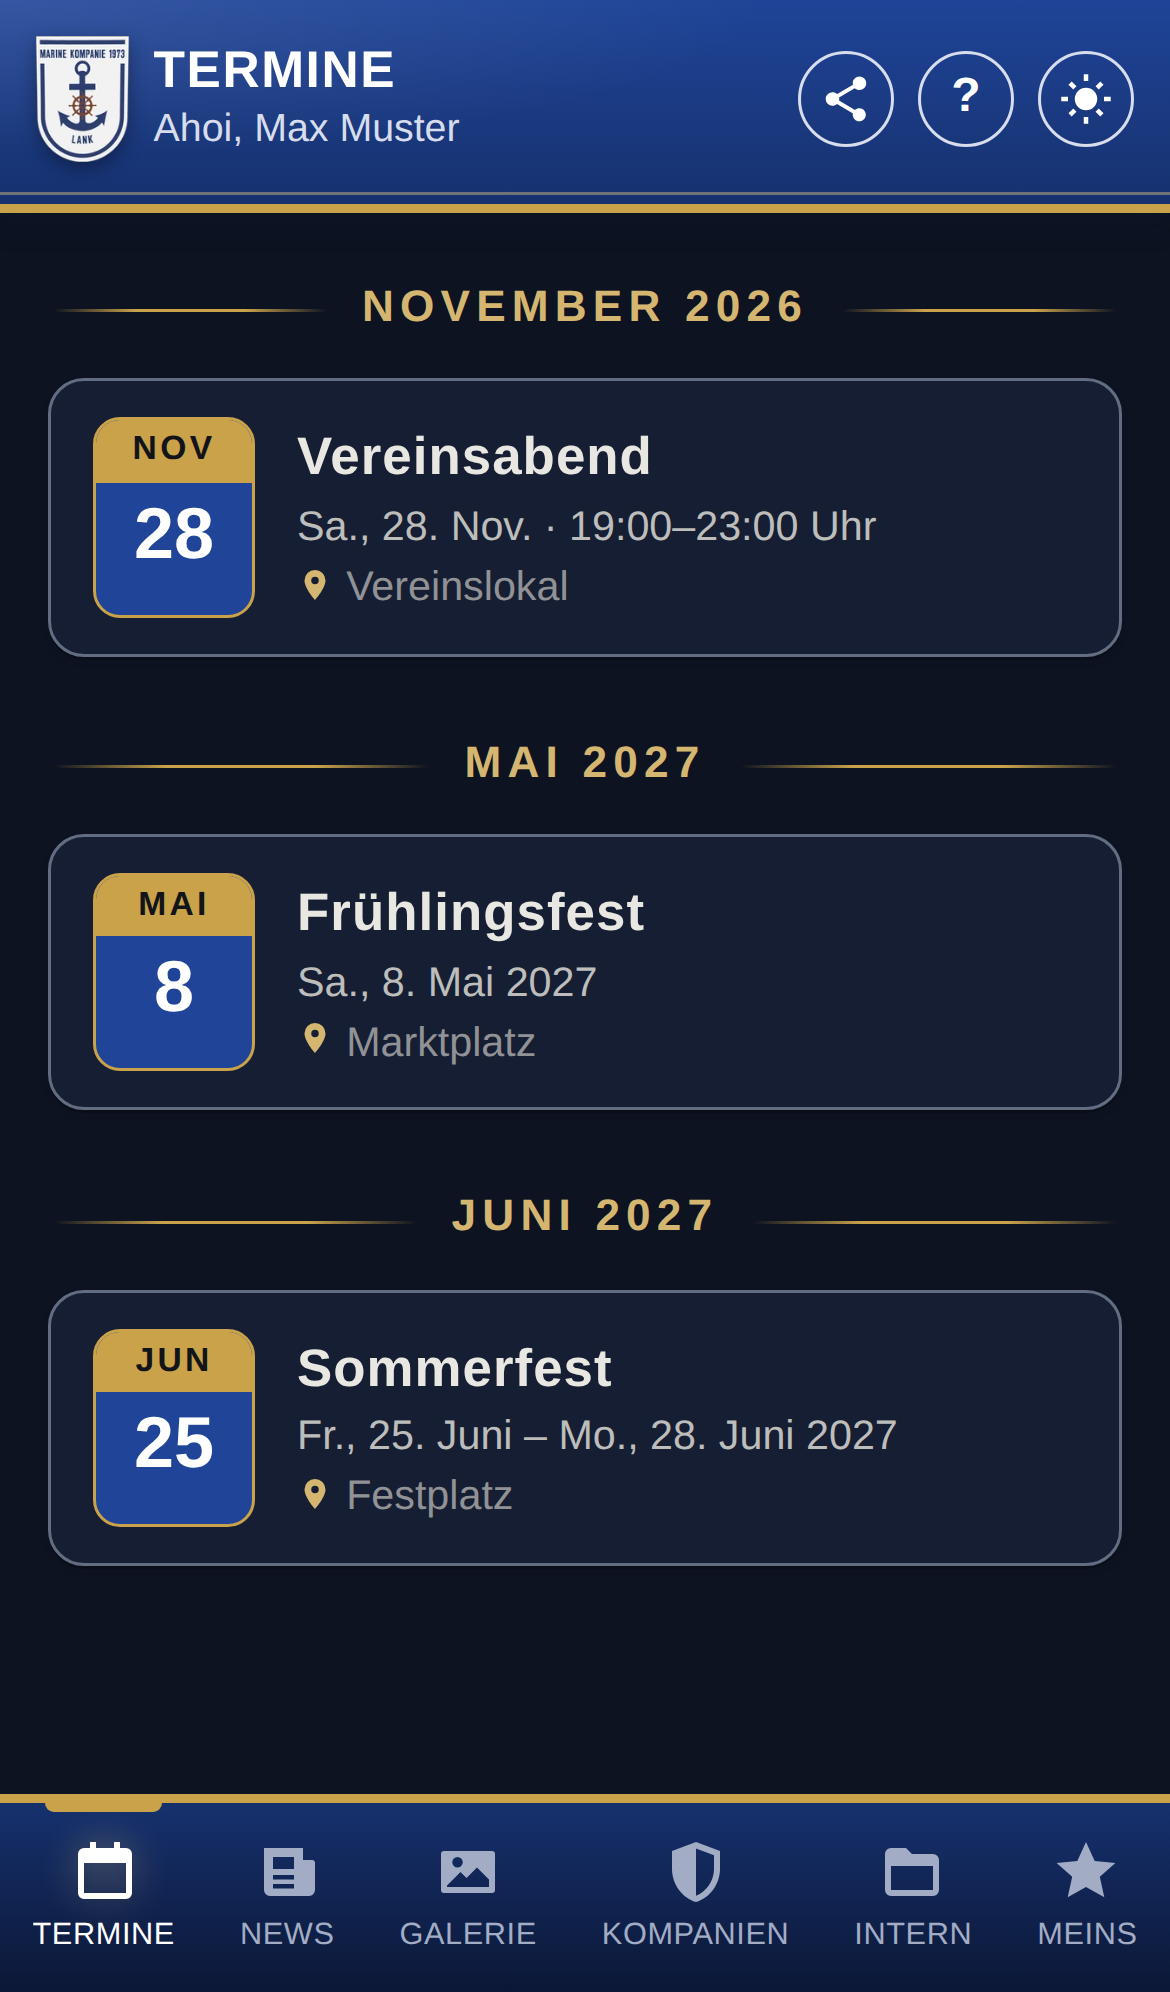 MARINE KOMPANIE 1973
LANK
TERMINE
Ahoi, Max Muster
?
NOVEMBER 2026
NOV
28
Vereinsabend
Sa., 28. Nov. · 19:00–23:00 Uhr
Vereinslokal
MAI 2027
MAI
8
Frühlingsfest
Sa., 8. Mai 2027
Marktplatz
JUNI 2027
JUN
25
Sommerfest
Fr., 25. Juni – Mo., 28. Juni 2027
Festplatz
TERMINE NEWS GALERIE KOMPANIEN INTERN MEINS